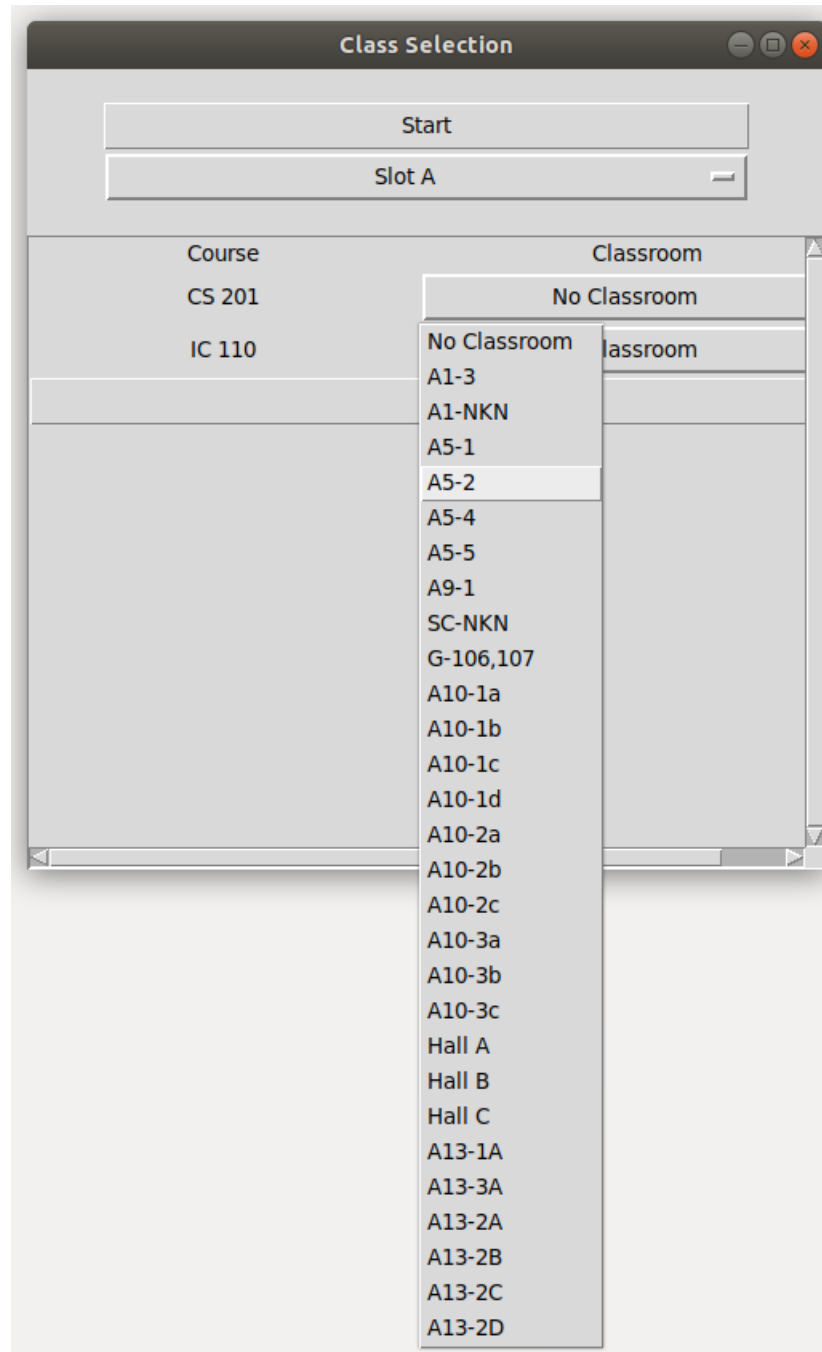 Class Selection
Start
Slot A
Course Classroom
CS 201 No Classroom
IC 110 lassroom
No Classroom
A1-3
A1-NKN
A5-1
A5-2
A5-4
A5-5
A9-1
SC-NKN
G-106,107
A10-1a
A10-1b
A10-1c
A10-1d
A10-2a
A10-2b
A10-2c
A10-3a
A10-3b
A10-3c
Hall A
Hall B
Hall C
A13-1A
A13-3A
A13-2A
A13-2B
A13-2C
A13-2D